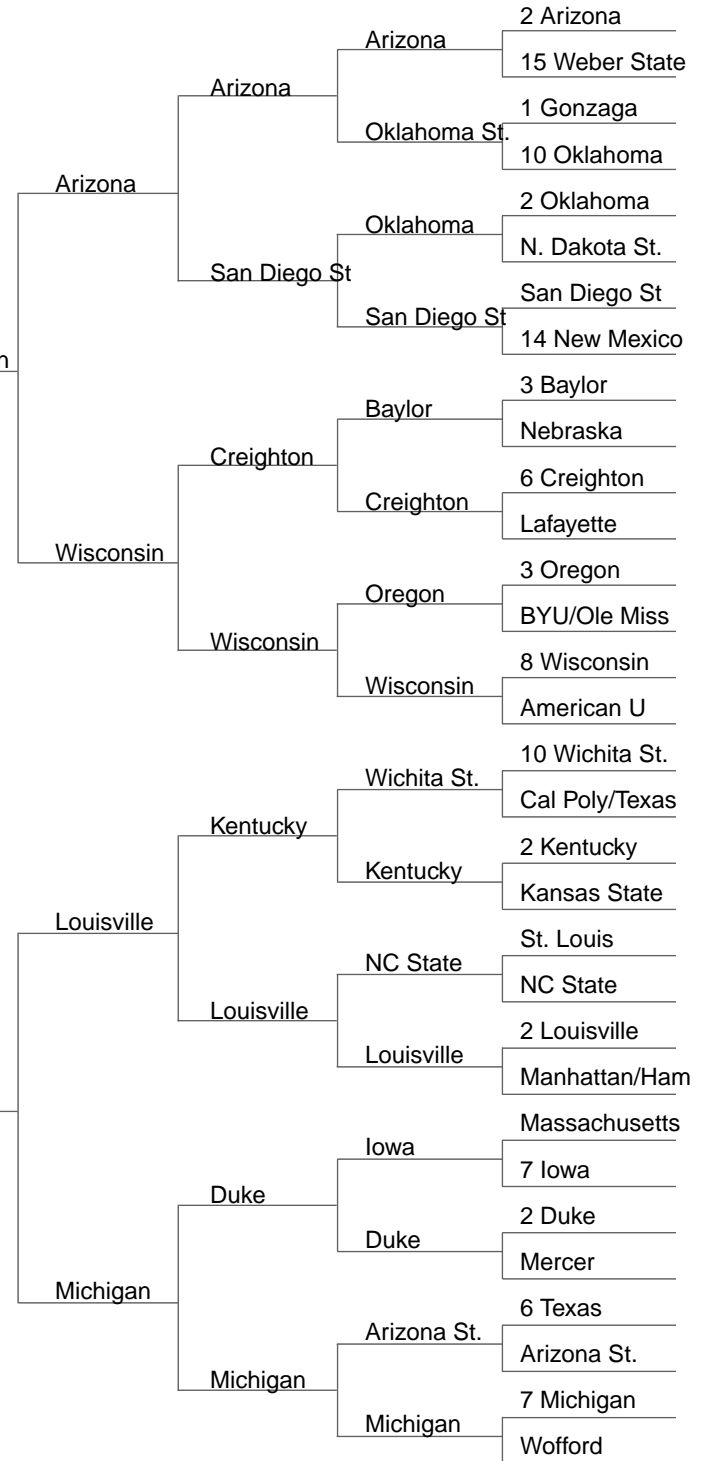 2 Arizona
Arizona
15 Weber State
Arizona
1 Gonzaga
Oklahoma St.
10 Oklahoma
Arizona
2 Oklahoma
Oklahoma
N. Dakota St.
San Diego St
San Diego St
San Diego St
14 New Mexico
n
3 Baylor
Baylor
Nebraska
Creighton
6 Creighton
Creighton
Lafayette
Wisconsin
3 Oregon
Oregon
BYU/Ole Miss
Wisconsin
8 Wisconsin
Wisconsin
American U
10 Wichita St.
Wichita St.
Cal Poly/Texas
Kentucky
2 Kentucky
Kentucky
Kansas State
Louisville
St. Louis
NC State
NC State
Louisville
2 Louisville
Louisville
Manhattan/Ham
Massachusetts
Iowa
7 Iowa
Duke
2 Duke
Duke
Mercer
Michigan
6 Texas
Arizona St.
Arizona St.
Michigan
7 Michigan
Michigan
Wofford